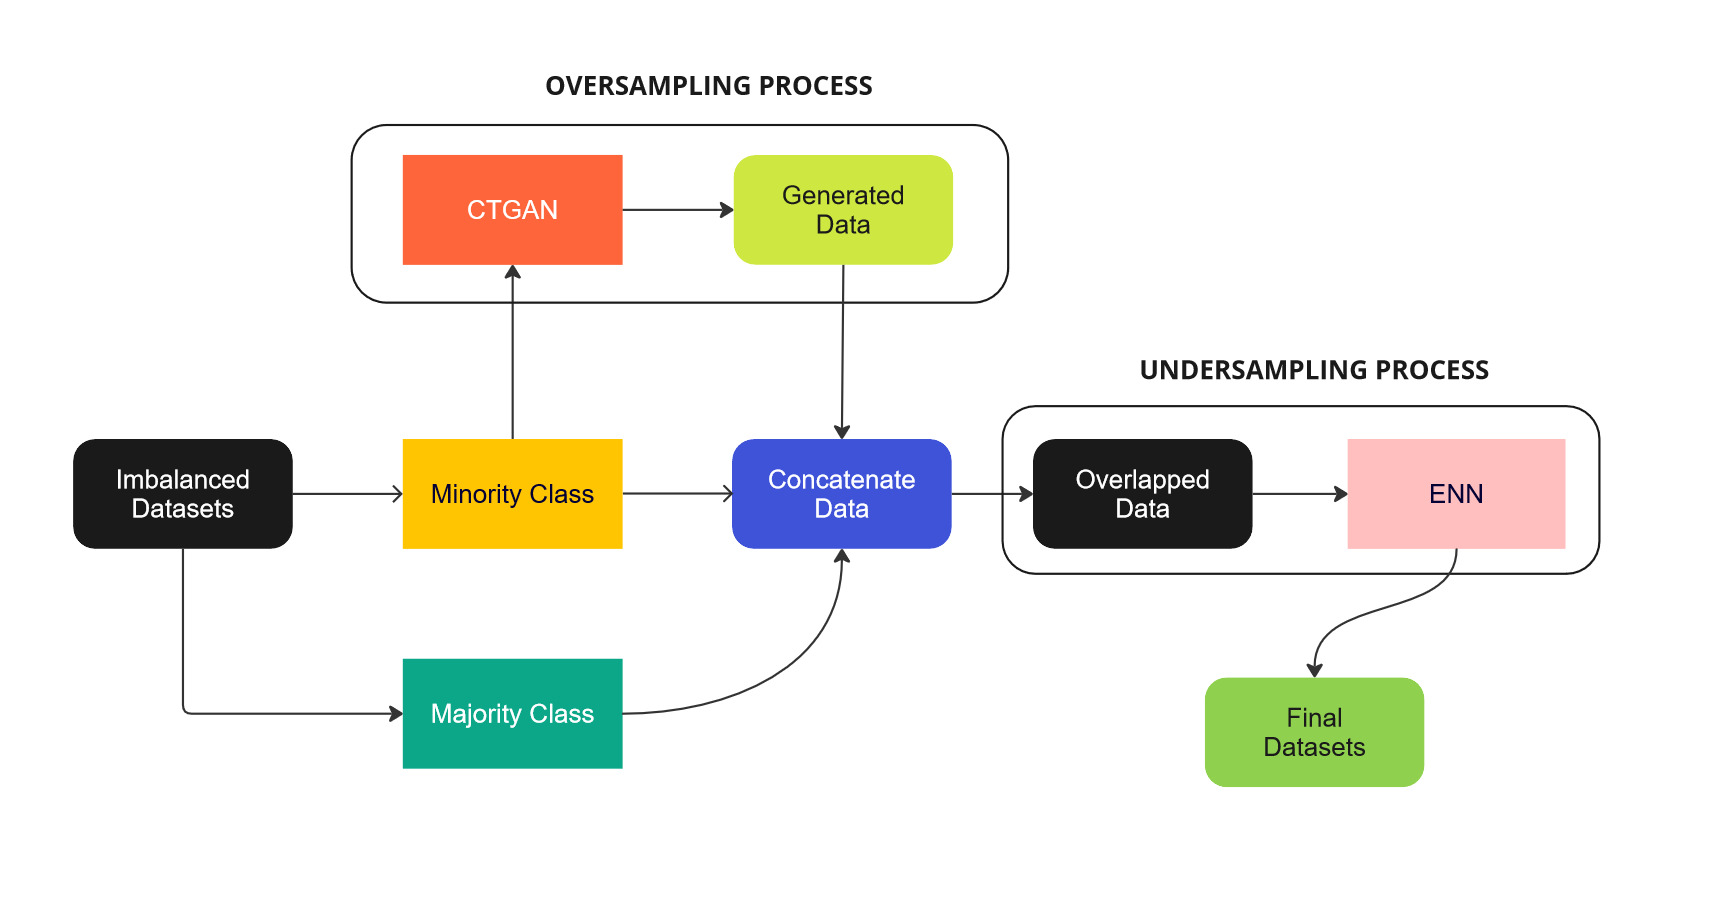 OVERSAMPLING PROCESS
CTGAN
Generated
Data
UNDERSAMPLING PROCESS
Imbalanced
Datasets
Minority Class
Concatenate
Data
Overlapped
Data
ENN
Majority Class
Final
Datasets